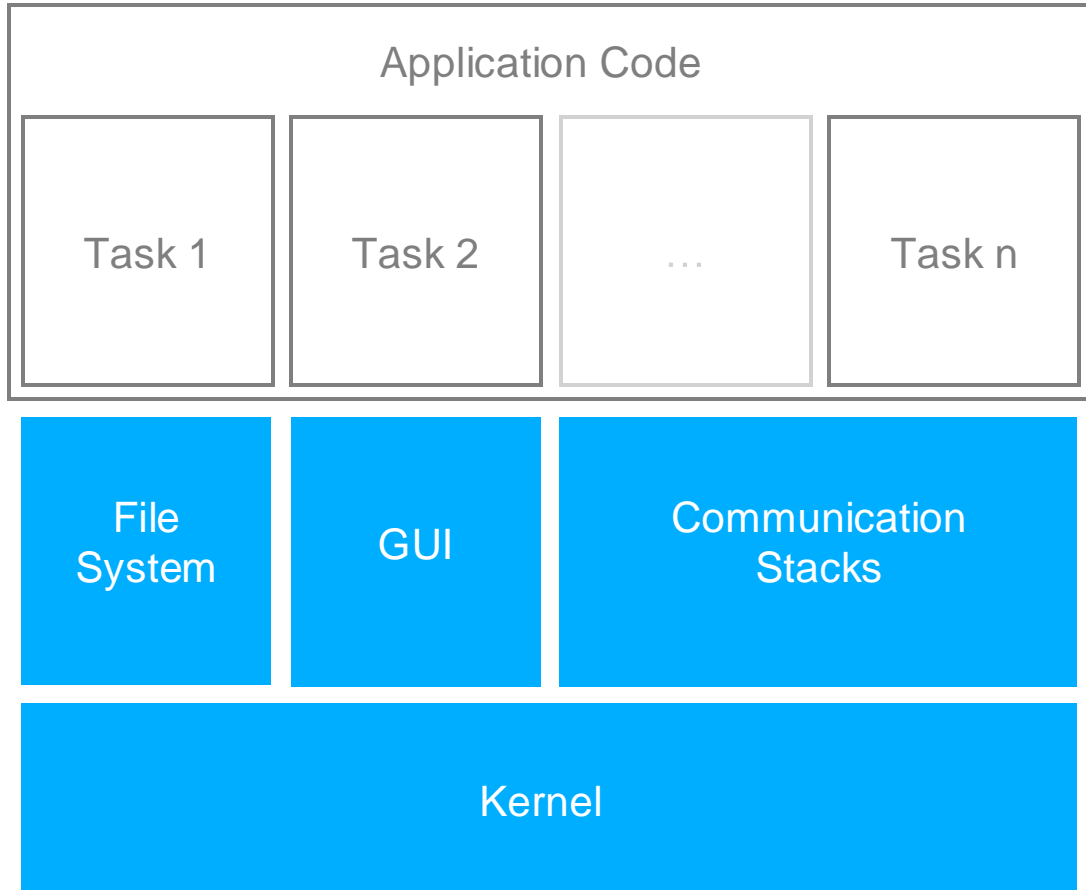 Application Code
Task 1
Task 2
...
Task n
File
System
GUI
Communication
Stacks
Kernel